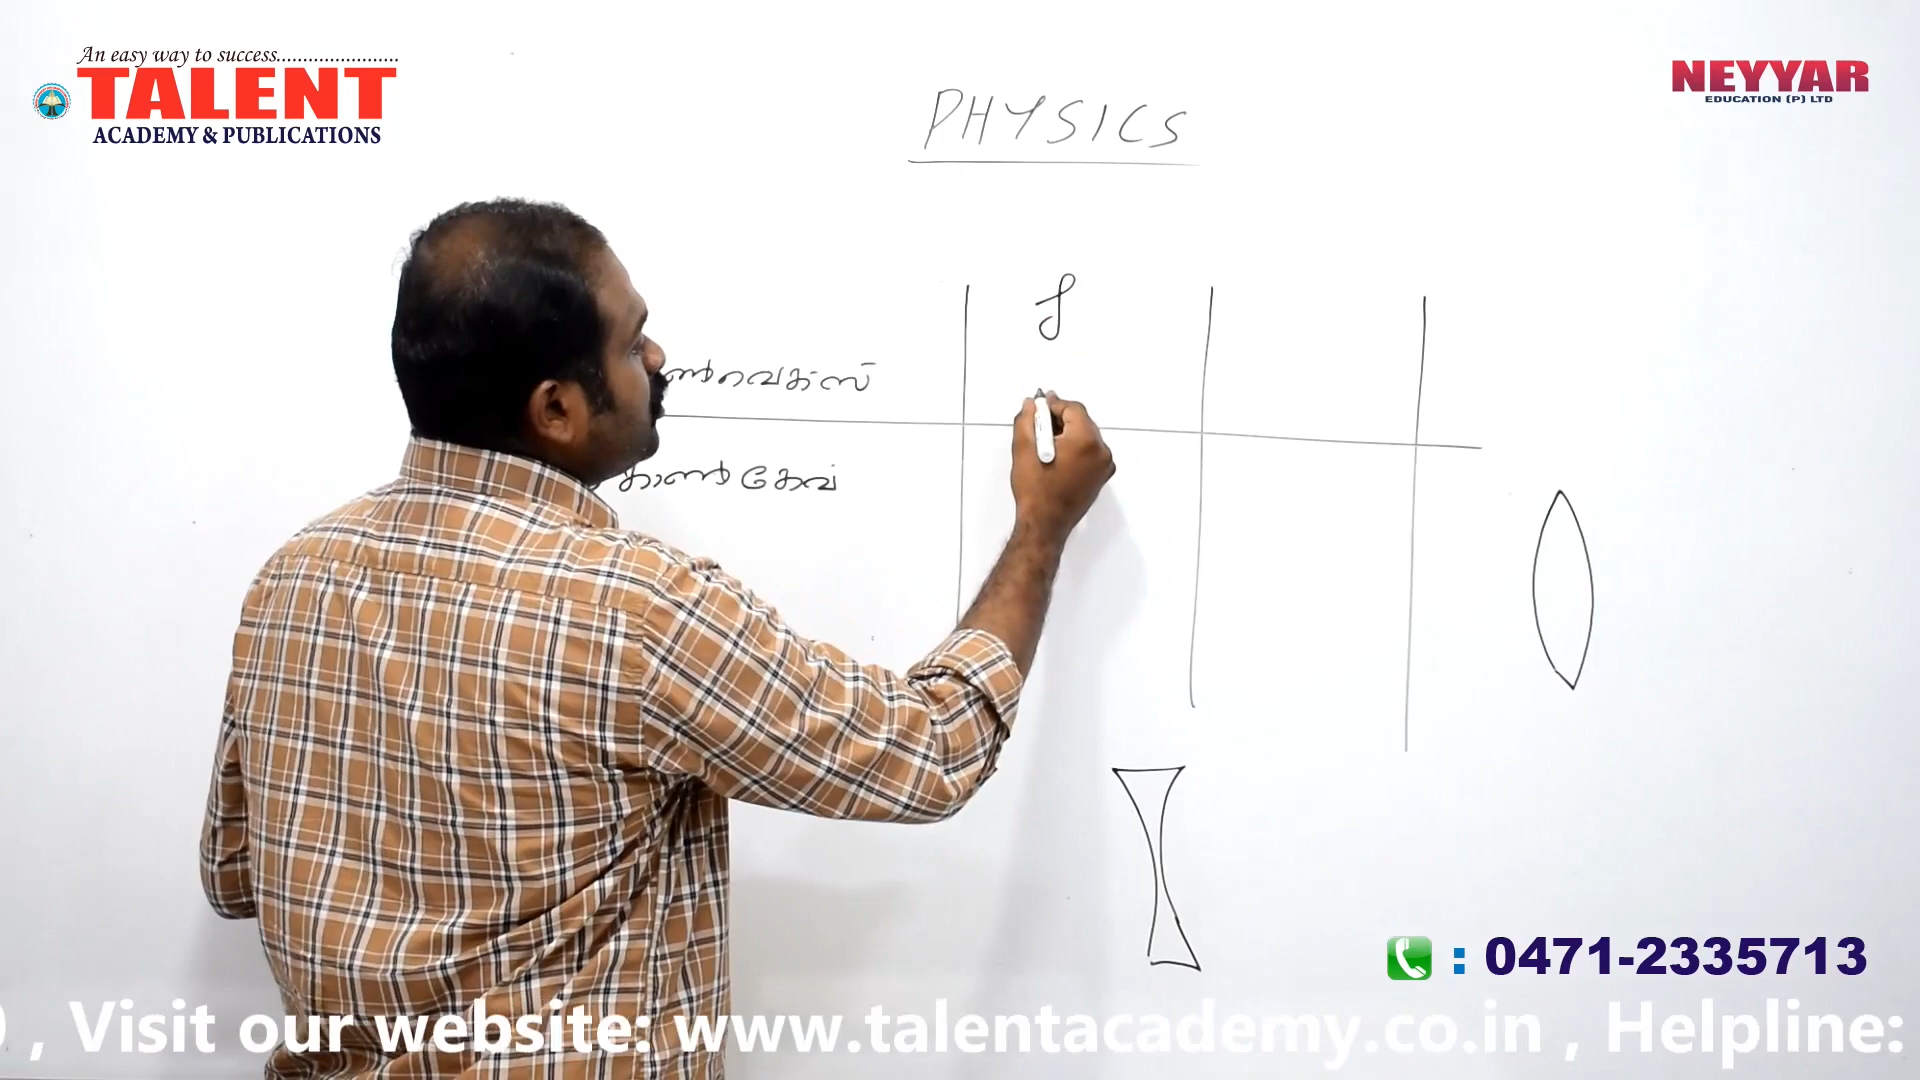 An easy way to success........................
TALENT
ACADEMY & PUBLICATIONS
NEYYAR
EDUCATION (P) LTD
PHYSICS
f
കോൺകേവ്
: 0471-2335713
, Visit our website: www.talentacademy.co.in , Helpline: